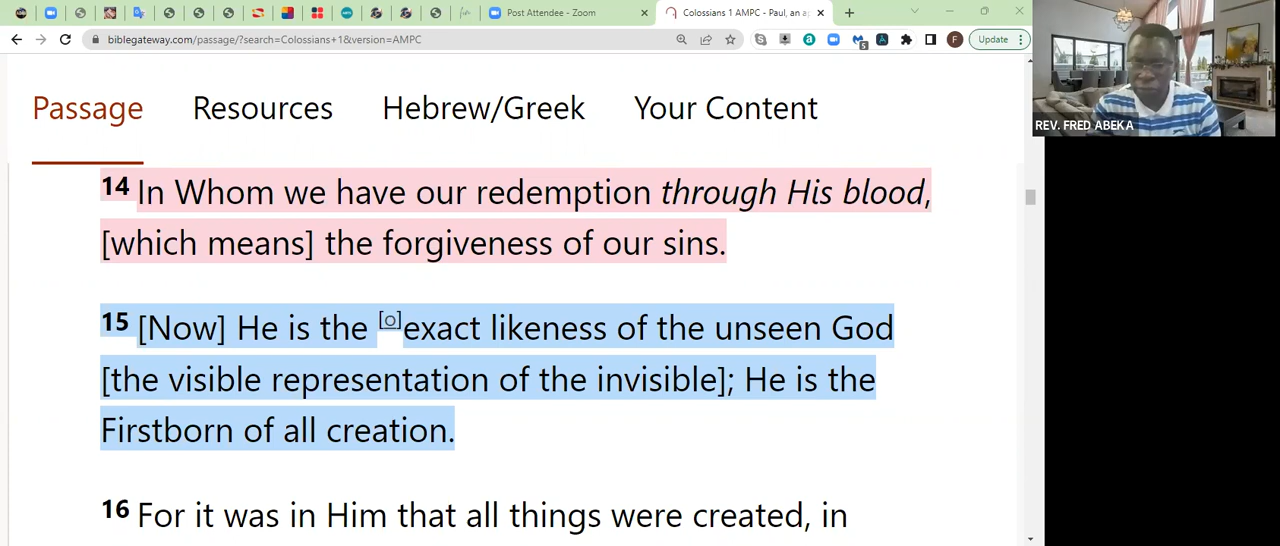 Post Attendee - Zoom
Colossians 1 AMPC - Paul, an a
biblegateway.com/passage/?search=Colossians+1&version=AMPC
5
F
Update
REV. FRED ABEKA
Passage
Resources
Hebrew/Greek
Your Content
14 In Whom we have our redemption through His blood,
[which means] the forgiveness of our sins.
15 [Now] He is the [o]exact likeness of the unseen God
[the visible representation of the invisible]; He is the
Firstborn of all creation.
16 For it was in Him that all things were created, in